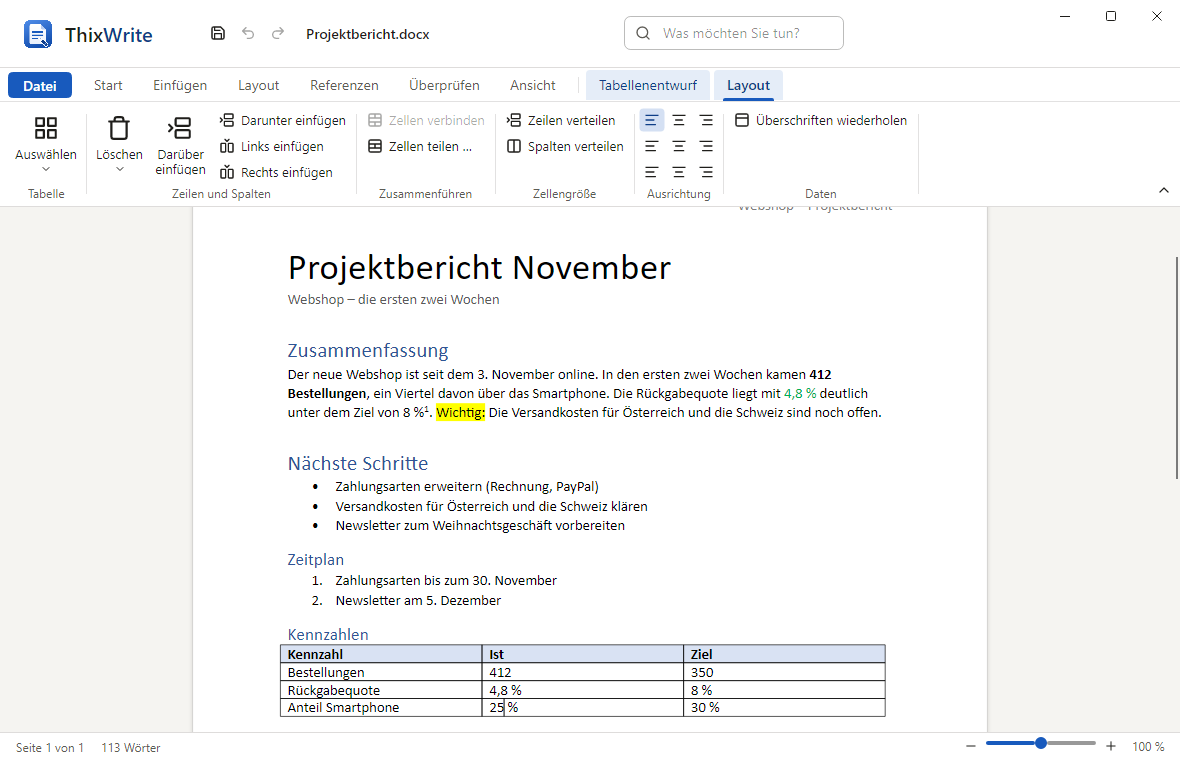 ThixWrite
Projektbericht.docx
Was möchten Sie tun?
Datei Start Einfügen Layout Referenzen Überprüfen Ansicht Tabellenentwurf Layout
Auswählen
Löschen
Darüber einfügen
Darunter einfügen
Links einfügen
Rechts einfügen
Zellen verbinden
Zellen teilen ...
Zeilen verteilen
Spalten verteilen
Überschriften wiederholen
Tabelle Zeilen und Spalten Zusammenführen Zellengröße Ausrichtung Daten
Webshop – Projektbericht
Projektbericht November
Webshop – die ersten zwei Wochen
Zusammenfassung
Der neue Webshop ist seit dem 3. November online. In den ersten zwei Wochen kamen 412
Bestellungen, ein Viertel davon über das Smartphone. Die Rückgabequote liegt mit 4,8 % deutlich
unter dem Ziel von 8 %¹. Wichtig: Die Versandkosten für Österreich und die Schweiz sind noch offen.
Nächste Schritte
• Zahlungsarten erweitern (Rechnung, PayPal)
• Versandkosten für Österreich und die Schweiz klären
• Newsletter zum Weihnachtsgeschäft vorbereiten
Zeitplan
1. Zahlungsarten bis zum 30. November
2. Newsletter am 5. Dezember
Kennzahlen
Kennzahl Ist Ziel
Bestellungen 412 350
Rückgabequote 4,8 % 8 %
Anteil Smartphone 25 % 30 %
Seite 1 von 1 113 Wörter 100 %